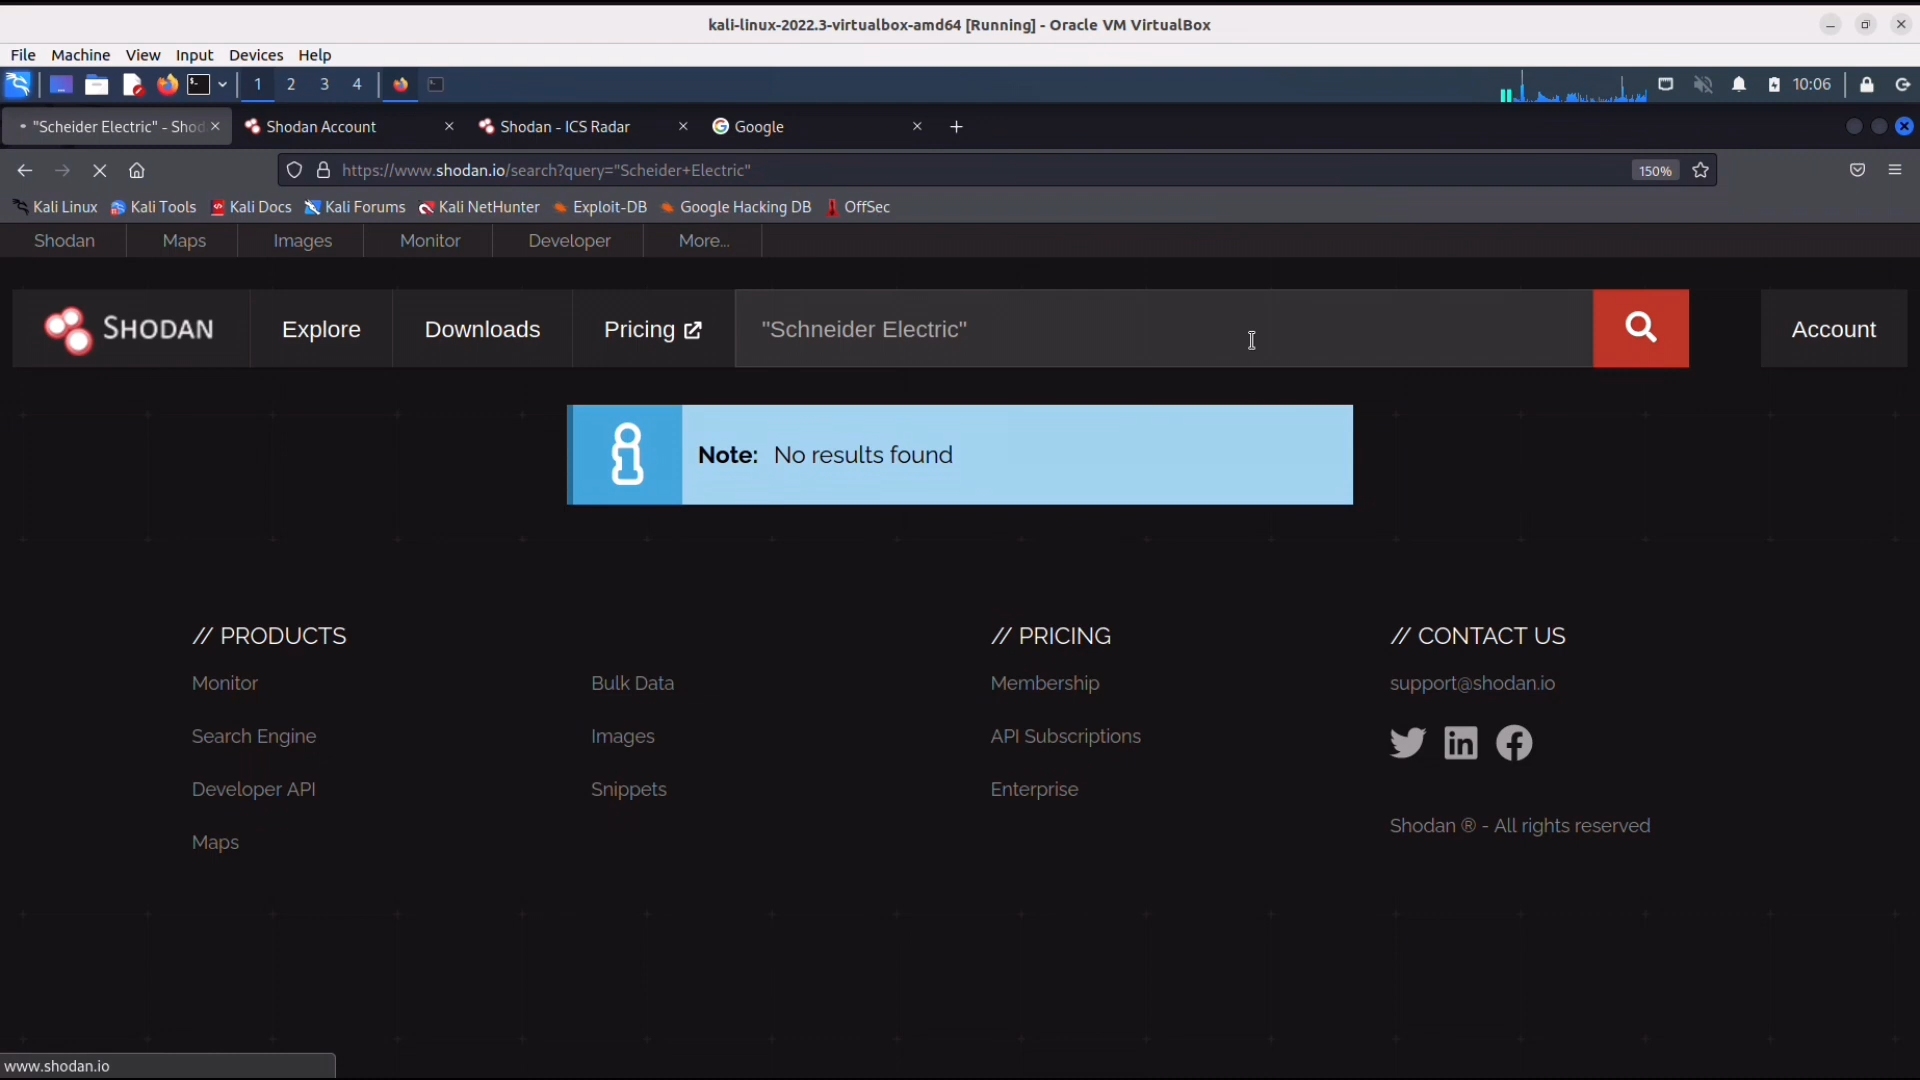 kali-linux-2022.3-virtualbox-amd64 [Running] - Oracle VM VirtualBox
File Machine View Input Devices Help
1 2 3 4 10:06
"Scheider Electric" - Shod Shodan Account Shodan - ICS Radar Google
https://www.shodan.io/search?query="Scheider+Electric" 150%
Kali Linux Kali Tools Kali Docs Kali Forums Kali NetHunter Exploit-DB Google Hacking DB OffSec
Shodan Maps Images Monitor Developer More...
SHODAN Explore Downloads Pricing "Schneider Electric" Account
Note: No results found
// PRODUCTS
Monitor
Search Engine
Developer API
Maps
Bulk Data
Images
Snippets
// PRICING
Membership
API Subscriptions
Enterprise
// CONTACT US
support@shodan.io
Shodan ® - All rights reserved
www.shodan.io